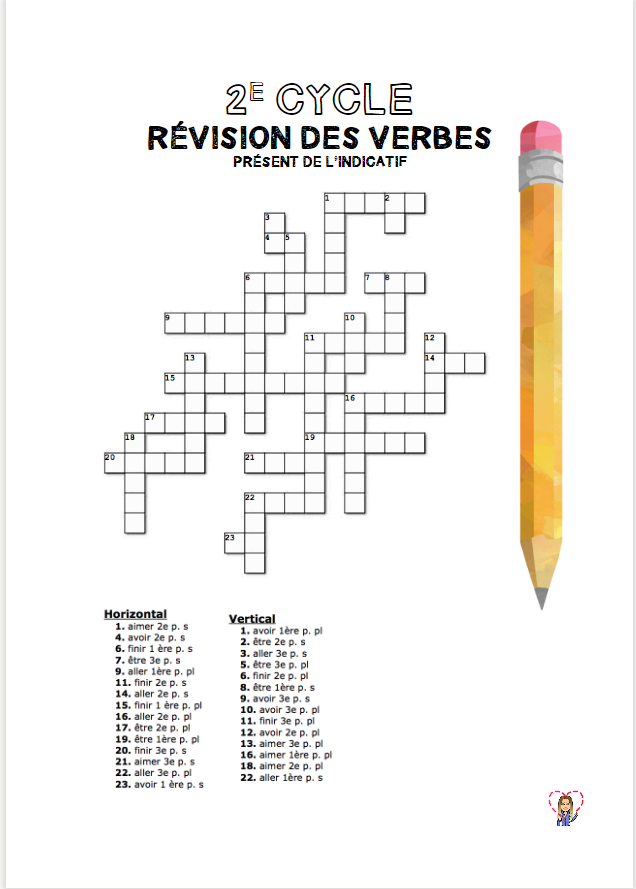 2E CYCLE
RÉVISION DES VERBES
PRÉSENT DE L'INDICATIF
1 2
3
4 5
6 7 8
9 10
11 12
13 14
15
16
17
18 19
20 21
22
23
Horizontal
1. aimer 2e p. s
4. avoir 2e p. s
6. finir 1 ère p. s
7. être 3e p. s
9. aller 1ère p. pl
11. finir 2e p. s
14. aller 2e p. s
15. finir 1 ère p. pl
16. aller 2e p. pl
17. être 2e p. pl
19. être 1ère p. pl
20. finir 3e p. s
21. aimer 3e p. s
22. aller 3e p. pl
23. avoir 1 ère p. s
Vertical
1. avoir 1ère p. pl
2. être 2e p. s
3. aller 3e p. s
5. être 3e p. pl
6. finir 2e p. pl
8. être 1ère p. s
9. avoir 3e p. s
10. avoir 3e p. pl
11. finir 3e p. pl
12. avoir 2e p. pl
13. aimer 3e p. pl
16. aimer 1ère p. pl
18. aimer 2e p. pl
22. aller 1ère p. s